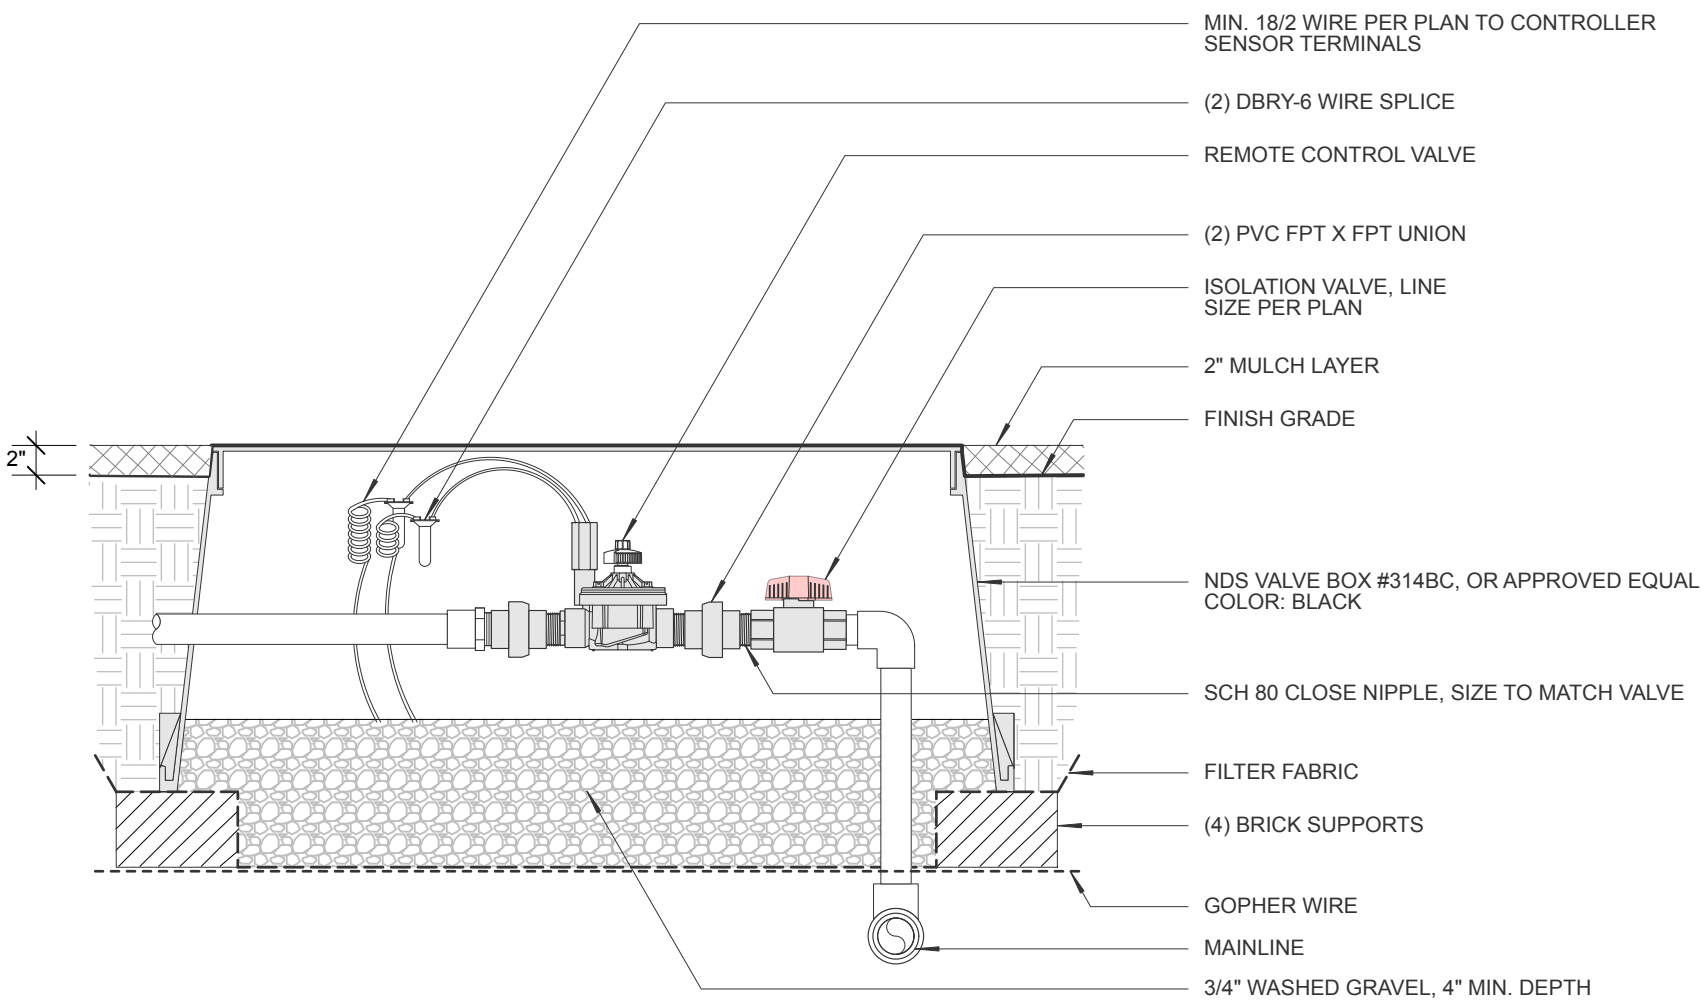 MIN. 18/2 WIRE PER PLAN TO CONTROLLER
SENSOR TERMINALS
(2) DBRY-6 WIRE SPLICE
REMOTE CONTROL VALVE
(2) PVC FPT X FPT UNION
ISOLATION VALVE, LINE
SIZE PER PLAN
2" MULCH LAYER
FINISH GRADE
2"
NDS VALVE BOX #314BC, OR APPROVED EQUAL
COLOR: BLACK
SCH 80 CLOSE NIPPLE, SIZE TO MATCH VALVE
FILTER FABRIC
(4) BRICK SUPPORTS
GOPHER WIRE
MAINLINE
3/4" WASHED GRAVEL, 4" MIN. DEPTH